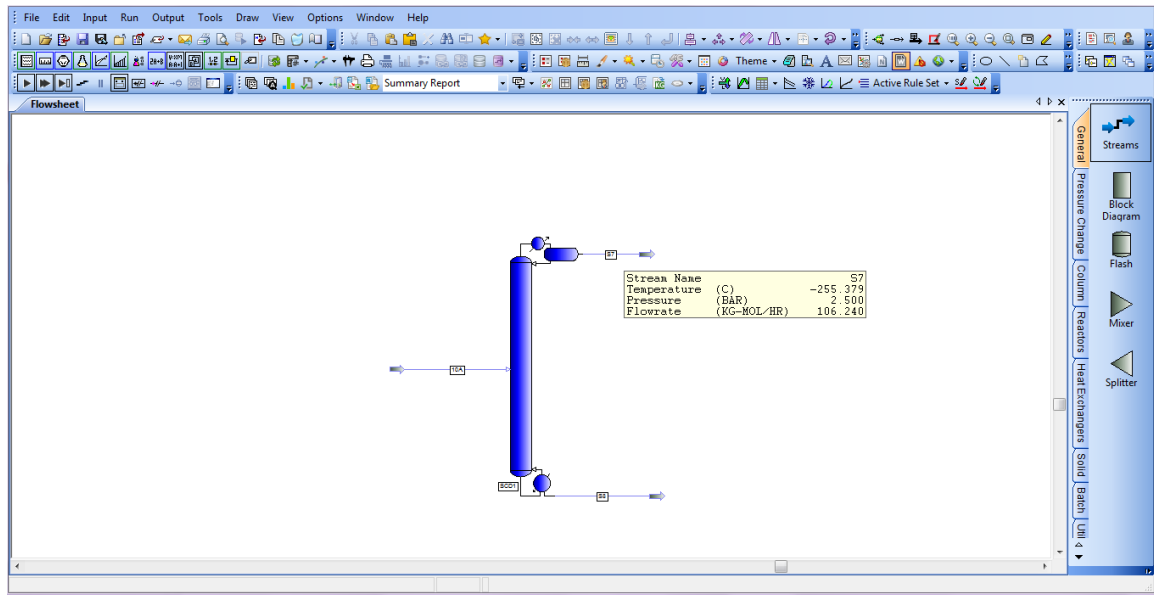 File Edit Input Run Output Tools Draw View Options Window Help
Theme
Summary Report
Active Rule Set
Flowsheet
General
Pressure Change
Column
Reactors
Heat Exchangers
Solid
Batch
Util
Streams
Block
Diagram
Flash
Mixer
Splitter
S7
Stream Name S7
Temperature (C) -255.379
Pressure (BAR) 2.500
Flowrate (KG-MOL/HR) 106.240
10A
SCD1